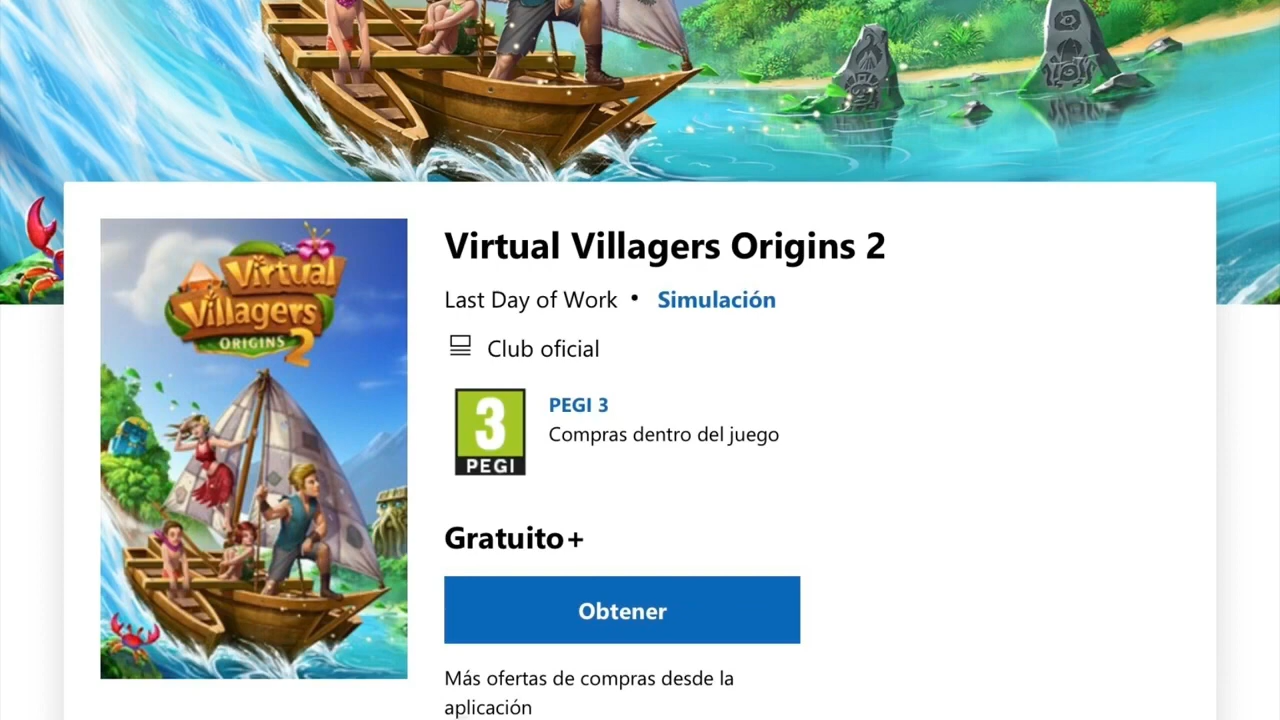 Virtual
Villagers
ORIGINS 2
Virtual Villagers Origins 2
Last Day of Work • Simulación
Club oficial
3
PEGI
PEGI 3
Compras dentro del juego
Gratuito+
Obtener
Más ofertas de compras desde la
aplicación